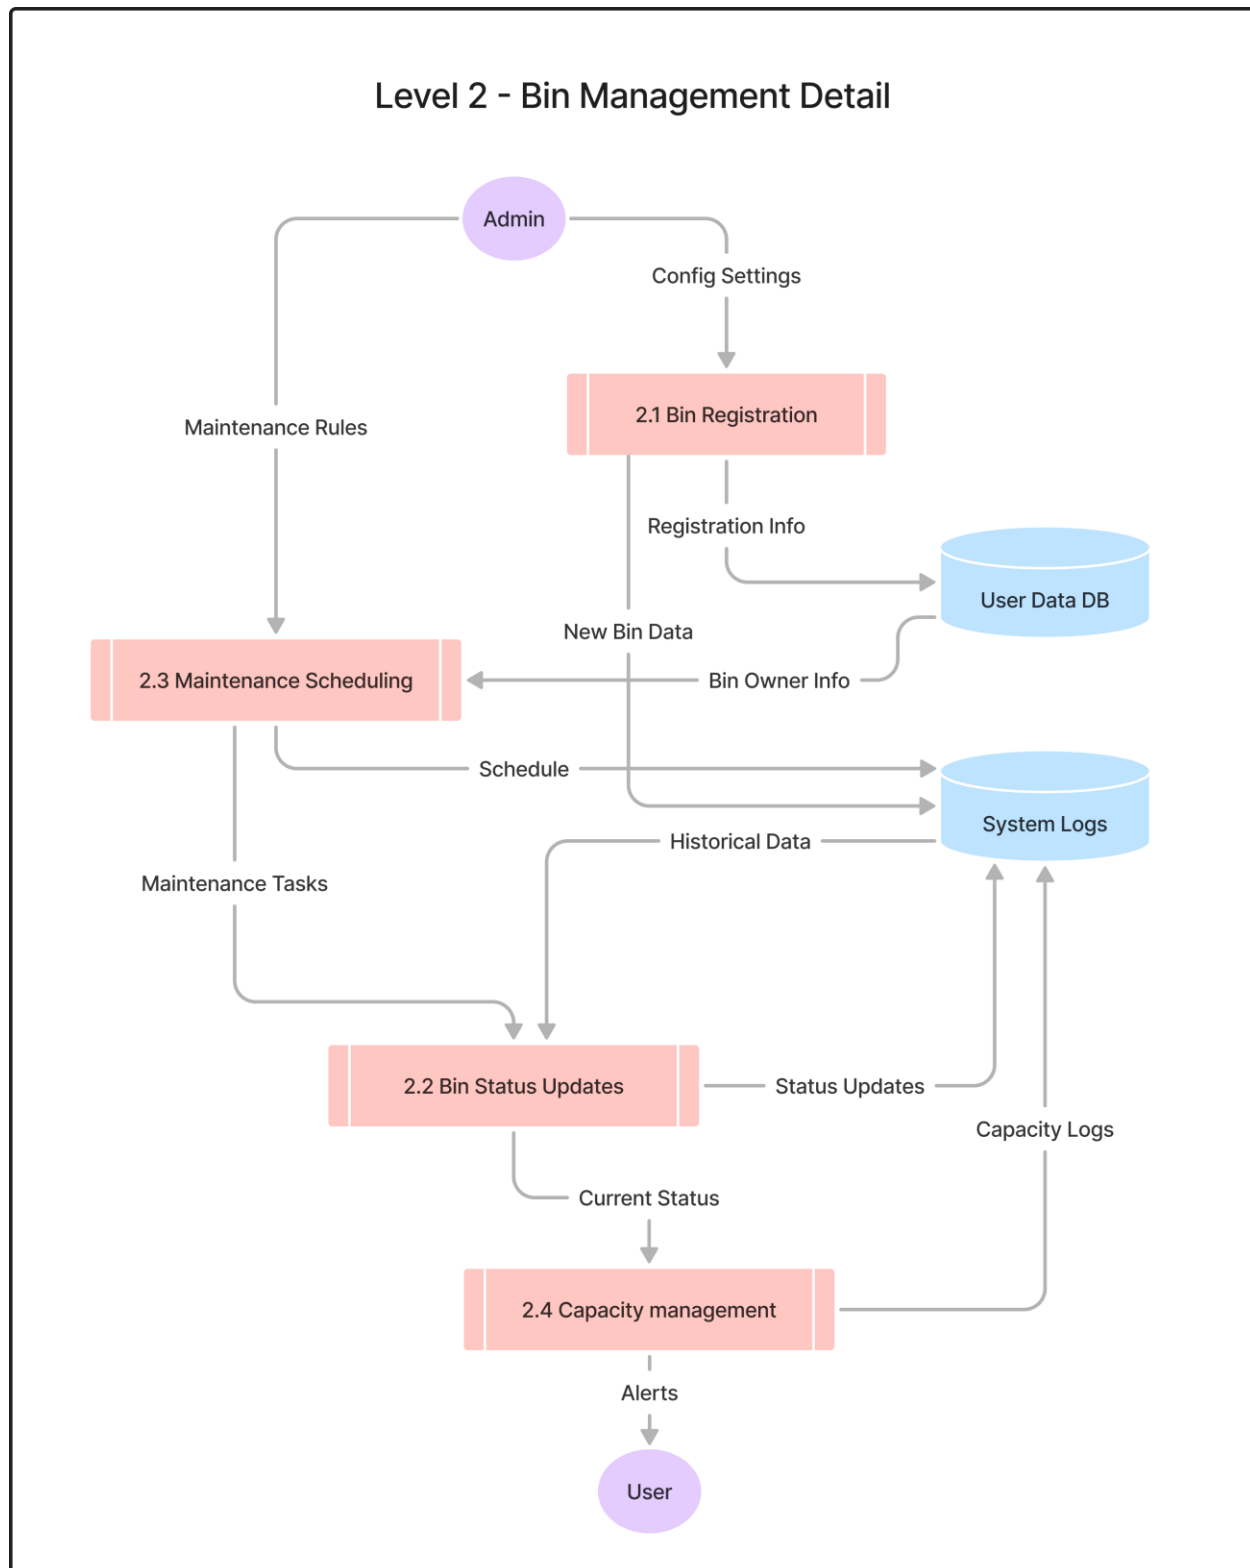 Level 2 - Bin Management Detail
Admin
Config Settings
2.1 Bin Registration
Maintenance Rules
Registration Info
User Data DB
New Bin Data
2.3 Maintenance Scheduling
Bin Owner Info
Schedule
System Logs
Historical Data
Maintenance Tasks
2.2 Bin Status Updates
Status Updates
Capacity Logs
Current Status
2.4 Capacity management
Alerts
User